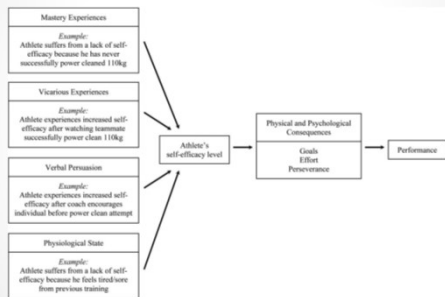 Mastery Experiences
Example:
Athlete suffers from a lack of self-
efficacy because he has never
successfully power cleaned 110kg
Vicarious Experiences
Example:
Athlete experiences increased self-
efficacy after watching teammate
successfully power clean 110kg
Verbal Persuasion
Example:
Athlete experiences increased self-
efficacy after coach encourages
individual before power clean attempt
Physiological State
Example:
Athlete suffers from a lack of self-
efficacy because he feels tired/sore
from previous training
Athlete's
self-efficacy level
Physical and Psychological
Consequences
Goals
Effort
Perseverance
Performance